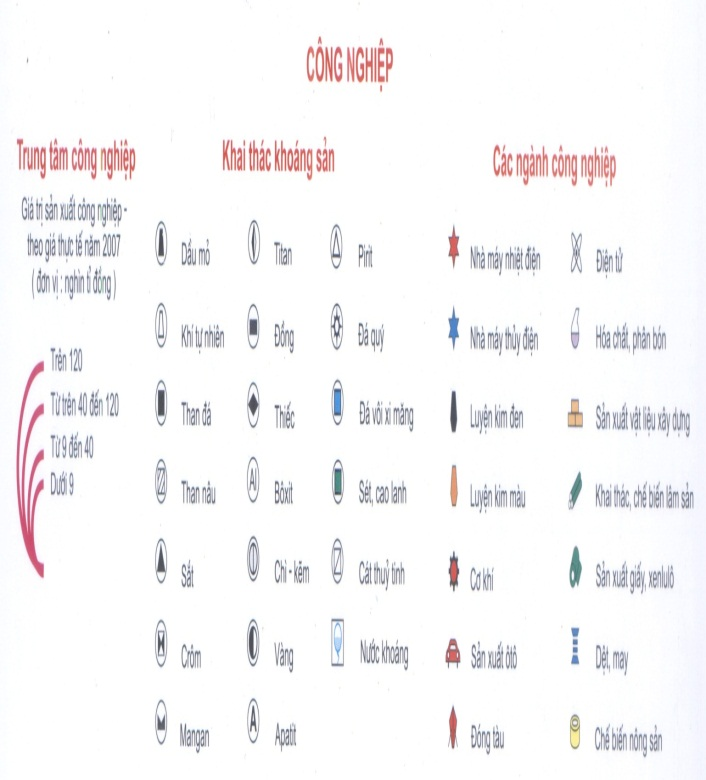 CÔNG NGHIỆP
Trung tâm công nghiệp
Giá trị sản xuất công nghiệp -
theo giá thực tế năm 2007
( đơn vị : nghìn tỉ đồng )
Trên 120
Từ trên 40 đến 120
Từ 9 đến 40
Dưới 9
Khai thác khoáng sản
Dầu mỏ
Khí tự nhiên
Than đá
Than nâu
Sắt
Crôm
Mangan
Titan
Đồng
Thiếc
Al
Bôxit
Chì - kẽm
Vàng
A
Apatit
Pirit
Đá quý
Đá vôi xi măng
Sét, cao lanh
Cát thuỷ tinh
Nước khoáng
Các ngành công nghiệp
Nhà máy nhiệt điện
Nhà máy thủy điện
Luyện kim đen
Luyện kim màu
Cơ khí
Sản xuất ôtô
Đóng tàu
Điện tử
Hóa chất, phân bón
Sản xuất vật liệu xây dựng
Khai thác, chế biến lâm sản
Sản xuất giấy, xenlulô
Dệt, may
Chế biến nông sản